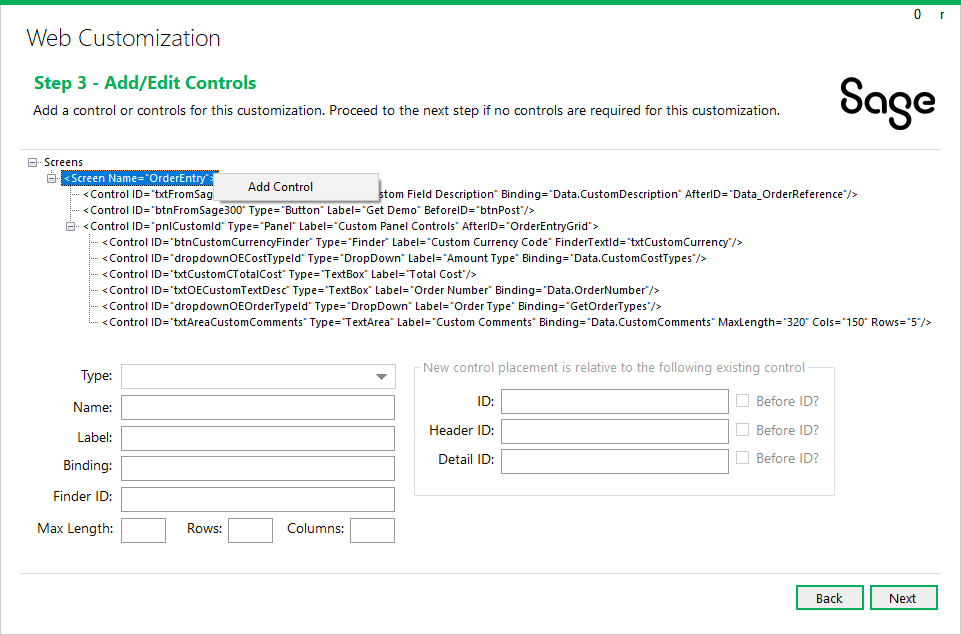 0 r
Web Customization
Step 3 - Add/Edit Controls
Add a control or controls for this customization. Proceed to the next step if no controls are required for this customization.
Sage
Screens
<Screen Name="OrderEntry">
Add Control
<Control ID="txtFromSag stom Field Description" Binding="Data.CustomDescription" AfterID="Data_OrderReference"/>
<Control ID="btnFromSage300" Type="Button" Label="Get Demo" BeforeID="btnPost"/>
<Control ID="pnlCustomId" Type="Panel" Label="Custom Panel Controls" AfterID="OrderEntryGrid">
<Control ID="btnCustomCurrencyFinder" Type="Finder" Label="Custom Currency Code" FinderTextId="txtCustomCurrency"/>
<Control ID="dropdownOECostTypeId" Type="DropDown" Label="Amount Type" Binding="Data.CustomCostTypes"/>
<Control ID="txtCustomCTotalCost" Type="TextBox" Label="Total Cost"/>
<Control ID="txtOECustomTextDesc" Type="TextBox" Label="Order Number" Binding="Data.OrderNumber"/>
<Control ID="dropdownOEOrderTypeId" Type="DropDown" Label="Order Type" Binding="GetOrderTypes"/>
<Control ID="txtAreaCustomComments" Type="TextArea" Label="Custom Comments" Binding="Data.CustomComments" MaxLength="320" Cols="150" Rows="5"/>
Type:
Name:
Label:
Binding:
Finder ID:
Max Length: Rows: Columns:
New control placement is relative to the following existing control
ID: Before ID?
Header ID: Before ID?
Detail ID: Before ID?
Back Next